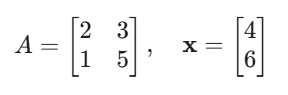 A = [2 3; 1 5], x = [4; 6]